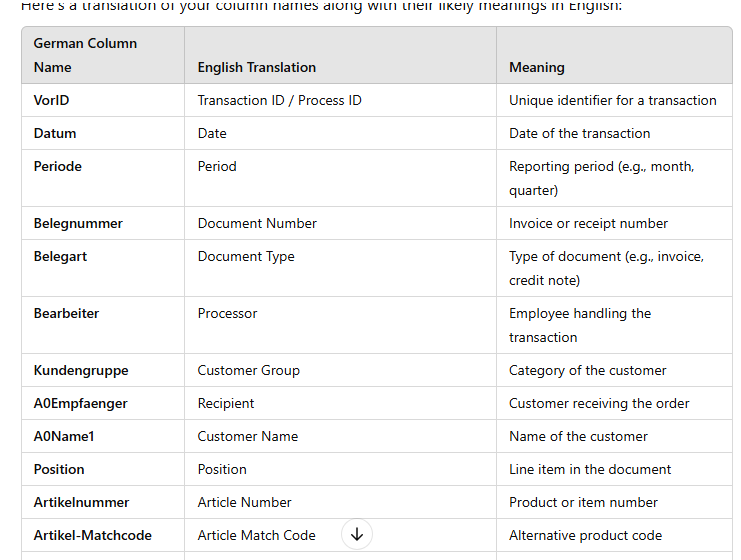 Here's a translation of your column names along with their likely meanings in English:
German Column
Name
English Translation
Meaning
VorID
Transaction ID / Process ID
Unique identifier for a transaction
Datum
Date
Date of the transaction
Periode
Period
Reporting period (e.g., month,
quarter)
Belegnummer
Document Number
Invoice or receipt number
Belegart
Document Type
Type of document (e.g., invoice,
credit note)
Bearbeiter
Processor
Employee handling the
transaction
Kundengruppe
Customer Group
Category of the customer
A0Empfaenger
Recipient
Customer receiving the order
A0Name1
Customer Name
Name of the customer
Position
Position
Line item in the document
Artikelnummer
Article Number
Product or item number
Artikel-Matchcode
Article Match Code
Alternative product code